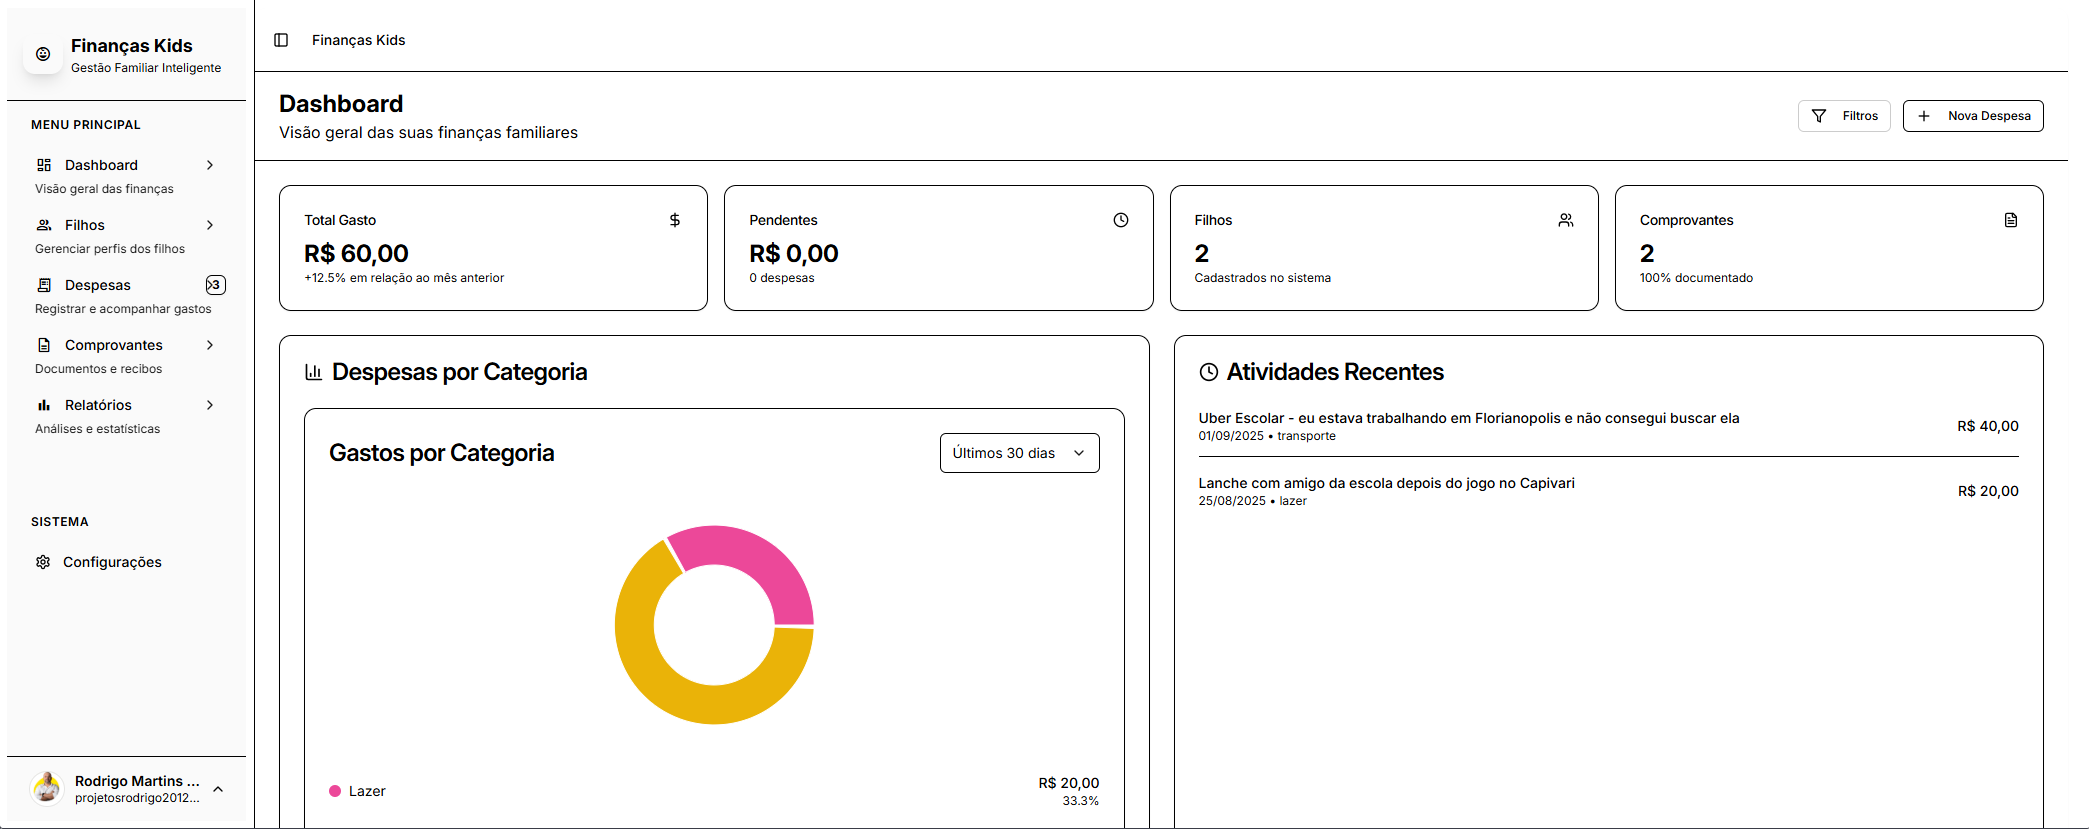 Finanças Kids
Gestão Familiar Inteligente
MENU PRINCIPAL
Dashboard
Visão geral das finanças
Filhos
Gerenciar perfis dos filhos
Despesas
3
Registrar e acompanhar gastos
Comprovantes
Documentos e recibos
Relatórios
Análises e estatísticas
SISTEMA
Configurações
Rodrigo Martins ...
projetosrodrigo2012...
Finanças Kids
Dashboard
Visão geral das suas finanças familiares
Filtros
Nova Despesa
Total Gasto
R$ 60,00
+12.5% em relação ao mês anterior
Pendentes
R$ 0,00
0 despesas
Filhos
2
Cadastrados no sistema
Comprovantes
2
100% documentado
Despesas por Categoria
Gastos por Categoria
Últimos 30 dias
Lazer
R$ 20,00
33.3%
Atividades Recentes
Uber Escolar - eu estava trabalhando em Florianopolis e não consegui buscar ela
01/09/2025 • transporte
R$ 40,00
Lanche com amigo da escola depois do jogo no Capivari
25/08/2025 • lazer
R$ 20,00